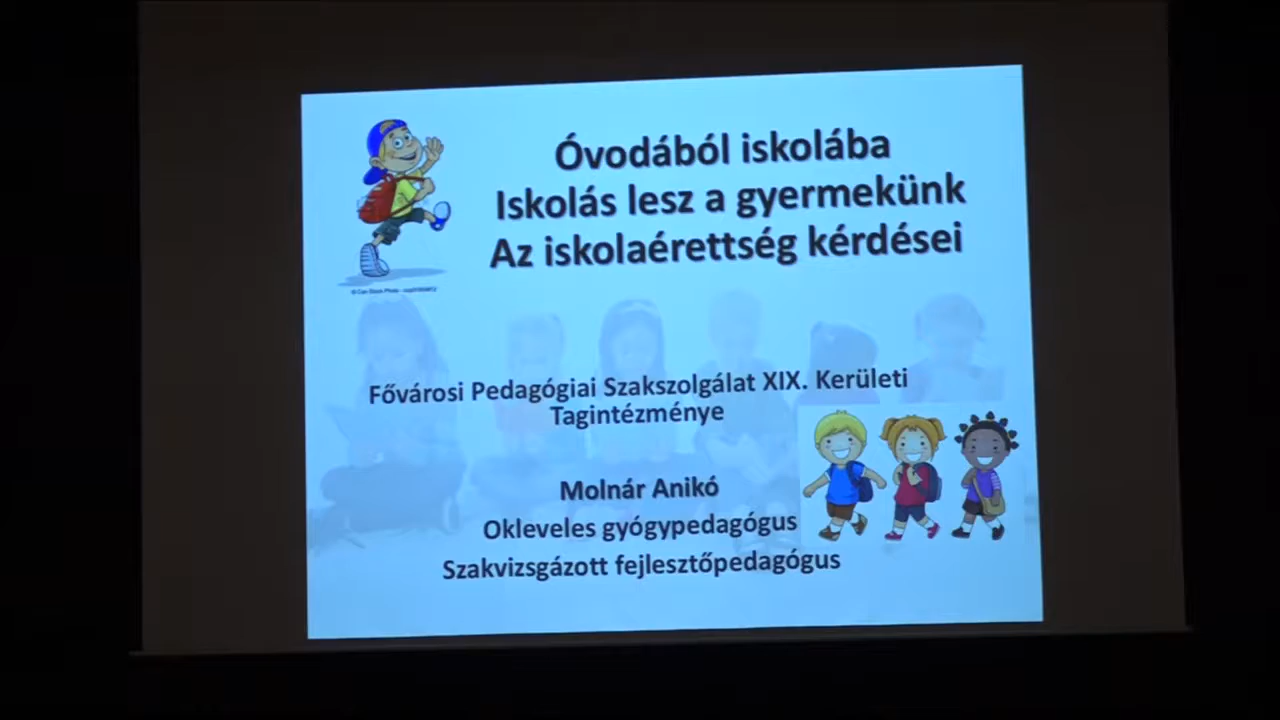 Óvodából iskolába
Iskolás lesz a gyermekünk
Az iskolaérettség kérdései
Fővárosi Pedagógiai Szakszolgálat XIX. Kerületi
Tagintézménye
Molnár Anikó
Okleveles gyógypedagógus
Szakvizsgázott fejlesztőpedagógus